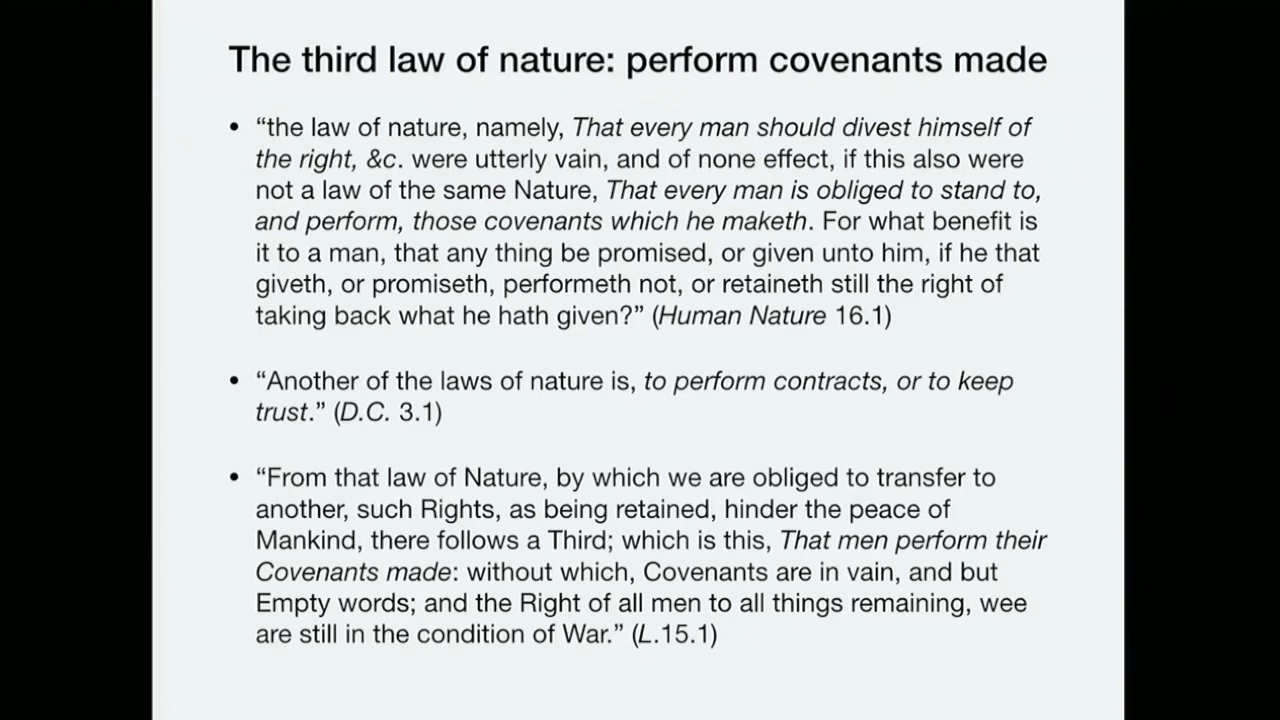 The third law of nature: perform covenants made
• “the law of nature, namely, That every man should divest himself of
the right, &c. were utterly vain, and of none effect, if this also were
not a law of the same Nature, That every man is obliged to stand to,
and perform, those covenants which he maketh. For what benefit is
it to a man, that any thing be promised, or given unto him, if he that
giveth, or promiseth, performeth not, or retaineth still the right of
taking back what he hath given?” (Human Nature 16.1)
• “Another of the laws of nature is, to perform contracts, or to keep
trust.” (D.C. 3.1)
• “From that law of Nature, by which we are obliged to transfer to
another, such Rights, as being retained, hinder the peace of
Mankind, there follows a Third; which is this, That men perform their
Covenants made: without which, Covenants are in vain, and but
Empty words; and the Right of all men to all things remaining, wee
are still in the condition of War.” (L.15.1)